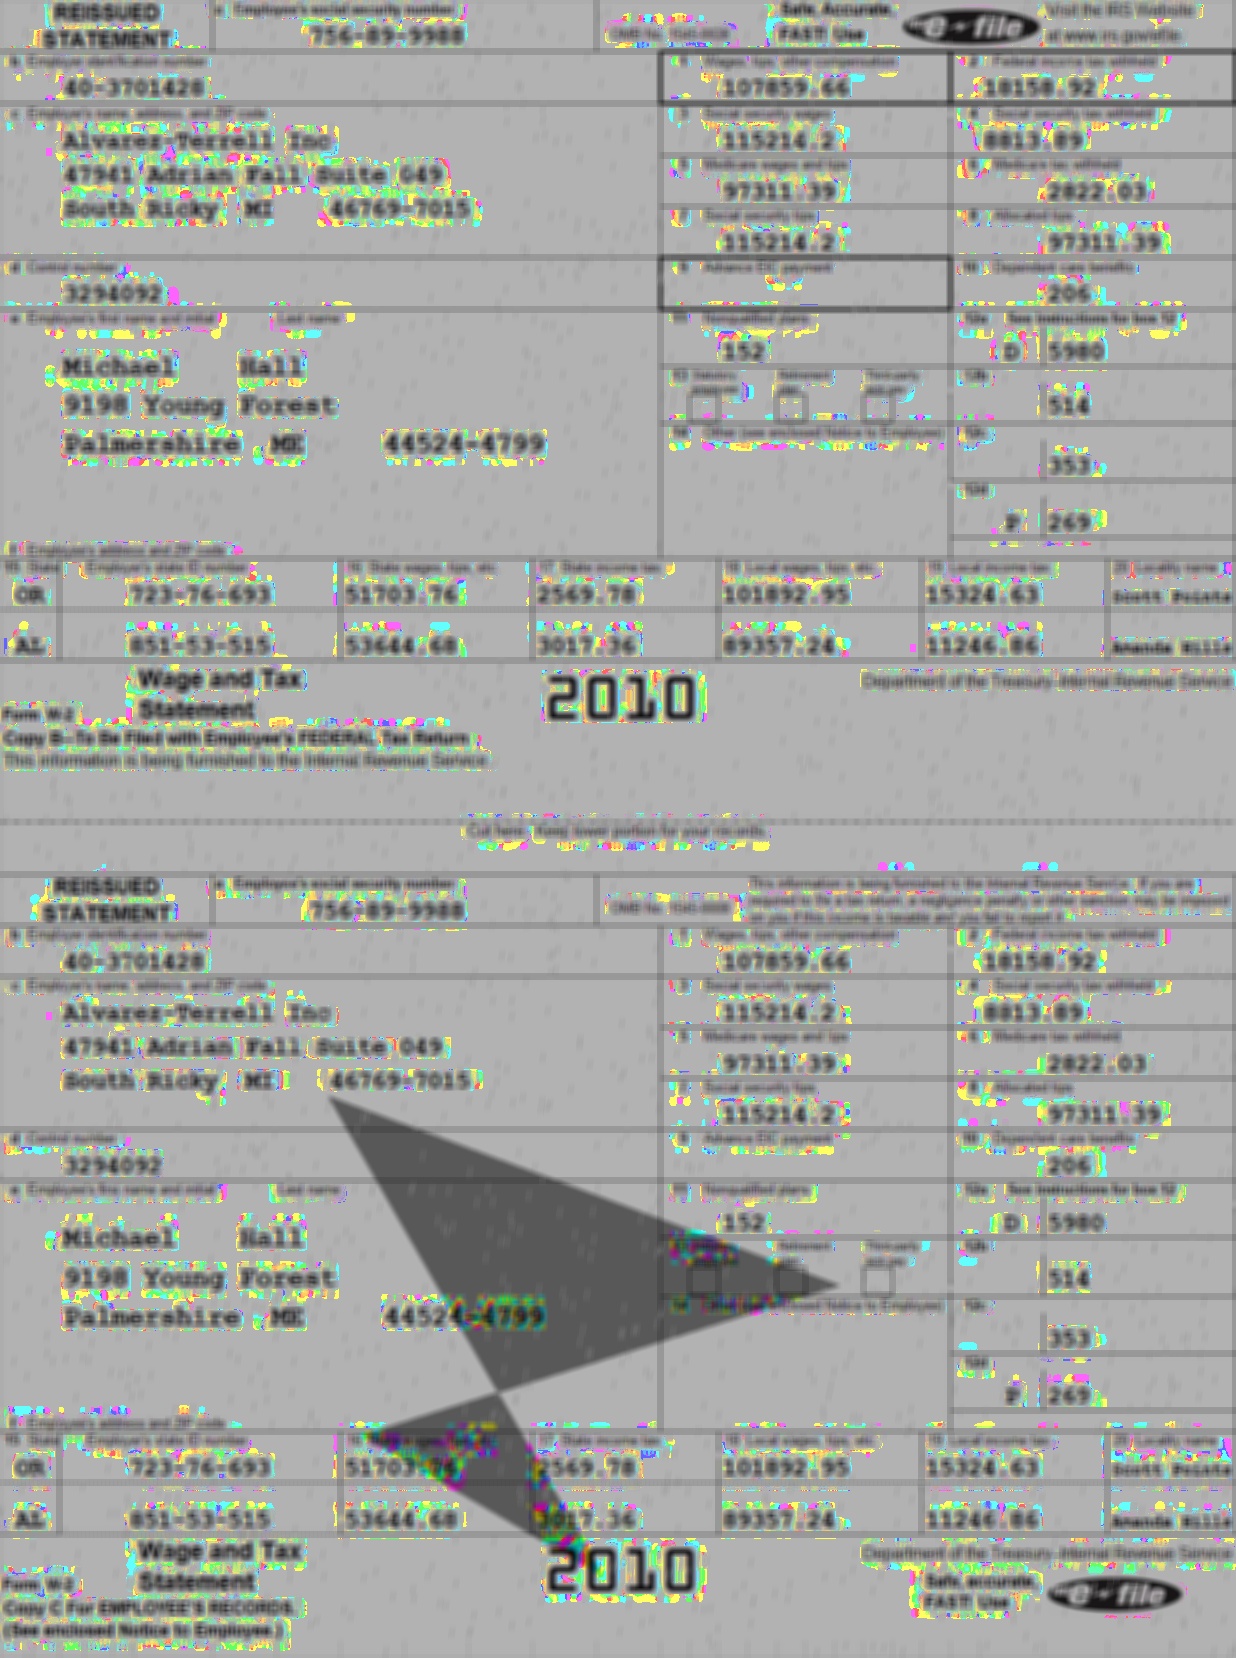 REISSUED STATEMENT
a Employee's social security number
756-89-9988
OMB No. 1545-0008
Safe, Accurate, FAST! Use
e-file
Visit the IRS Website at www.irs.gov/efile.
b Employer identification number
40-3701428
1 Wages, tips, other compensation
107859.66
2 Federal income tax withheld
18158.92
c Employer's name, address, and ZIP code
Alvarez-Terrell Inc
47941 Adrian Fall Suite 049
South Ricky MI 46769-7015
3 Social security wages
115214.2
4 Social security tax withheld
8813.89
5 Medicare wages and tips
97311.39
6 Medicare tax withheld
2822.03
7 Social security tips
115214.2
8 Allocated tips
97311.39
d Control number
3294092
9 Advance EIC payment
10 Dependent care benefits
206
e Employee's first name and initial Last name
Michael Hall
9198 Young Forest
Palmershire ME 44524-4799
11 Nonqualified plans
152
12a See instructions for box 12
D 5980
13 Statutory employee Retirement plan Third-party sick pay
12b
514
14 Other (see enclosed Notice to Employee)
12c
353
12d
P 269
f Employee's address and ZIP code
15 State Employer's state ID number 16 State wages, tips, etc. 17 State income tax 18 Local wages, tips, etc. 19 Local income tax 20 Locality name
OR 723-76-693 51703.76 2569.78 101892.95 15324.63 Scott Points
AL 851-53-515 53644.68 3017.36 89357.24 11246.86 Amanda Hills
Wage and Tax Statement
Form W-2
2010
Department of the Treasury-Internal Revenue Service
Copy B-To Be Filed with Employee's FEDERAL Tax Return.
This information is being furnished to the Internal Revenue Service.
Cut here. Keep lower portion for your records.
REISSUED STATEMENT
a Employee's social security number
756-89-9988
OMB No. 1545-0008
This information is being furnished to the Internal Revenue Service. If you are
required to file a tax return, a negligence penalty or other sanction may be imposed
on you if this income is taxable and you fail to report it.
b Employer identification number
40-3701428
1 Wages, tips, other compensation
107859.66
2 Federal income tax withheld
18158.92
c Employer's name, address, and ZIP code
Alvarez-Terrell Inc
47941 Adrian Fall Suite 049
South Ricky MI 46769-7015
3 Social security wages
115214.2
4 Social security tax withheld
8813.89
5 Medicare wages and tips
97311.39
6 Medicare tax withheld
2822.03
7 Social security tips
115214.2
8 Allocated tips
97311.39
d Control number
3294092
9 Advance EIC payment
10 Dependent care benefits
206
e Employee's first name and initial Last name
Michael Hall
9198 Young Forest
Palmershire ME 44524-4799
11 Nonqualified plans
152
12a See instructions for box 12
D 5980
Retirement Third-party
12b
514
14 Other (see enclosed Notice to Employee)
12c
353
12d
P 269
f Employee's address and ZIP code
15 State Employer's state ID number 17 State income tax 18 Local wages, tips, etc. 19 Local income tax 20 Locality name
OR 723-76-693 51703.76 2569.78 101892.95 15324.63 Scott Points
AL 851-53-515 53644.68 3017.36 89357.24 11246.86 Amanda Hills
Wage and Tax Statement
Form W-2
2010
Department of the Treasury-Internal Revenue Service
Copy C For EMPLOYEE'S RECORDS
(See enclosed Notice to Employee.)
Safe, accurate, FAST! Use
e-file